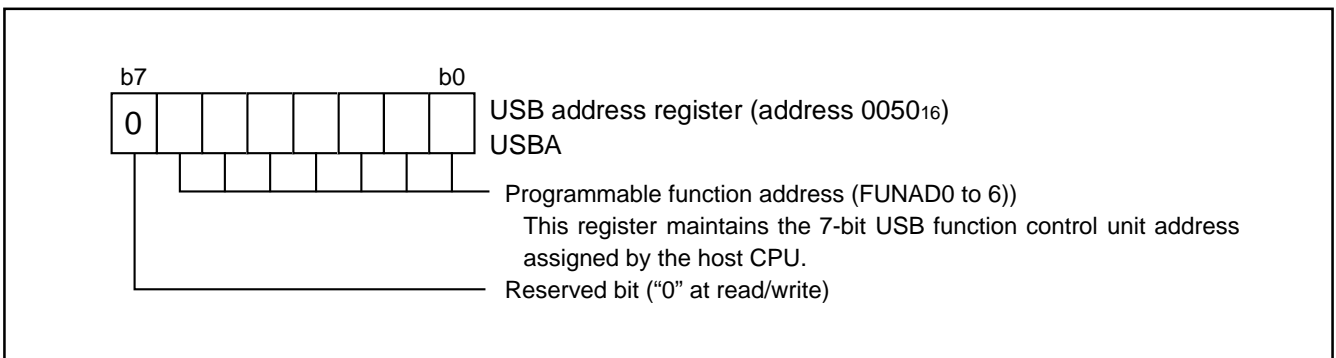 b7 b0
0
USB address register (address 005016)
USBA
Programmable function address (FUNAD0 to 6))
This register maintains the 7-bit USB function control unit address
assigned by the host CPU.
Reserved bit (“0” at read/write)